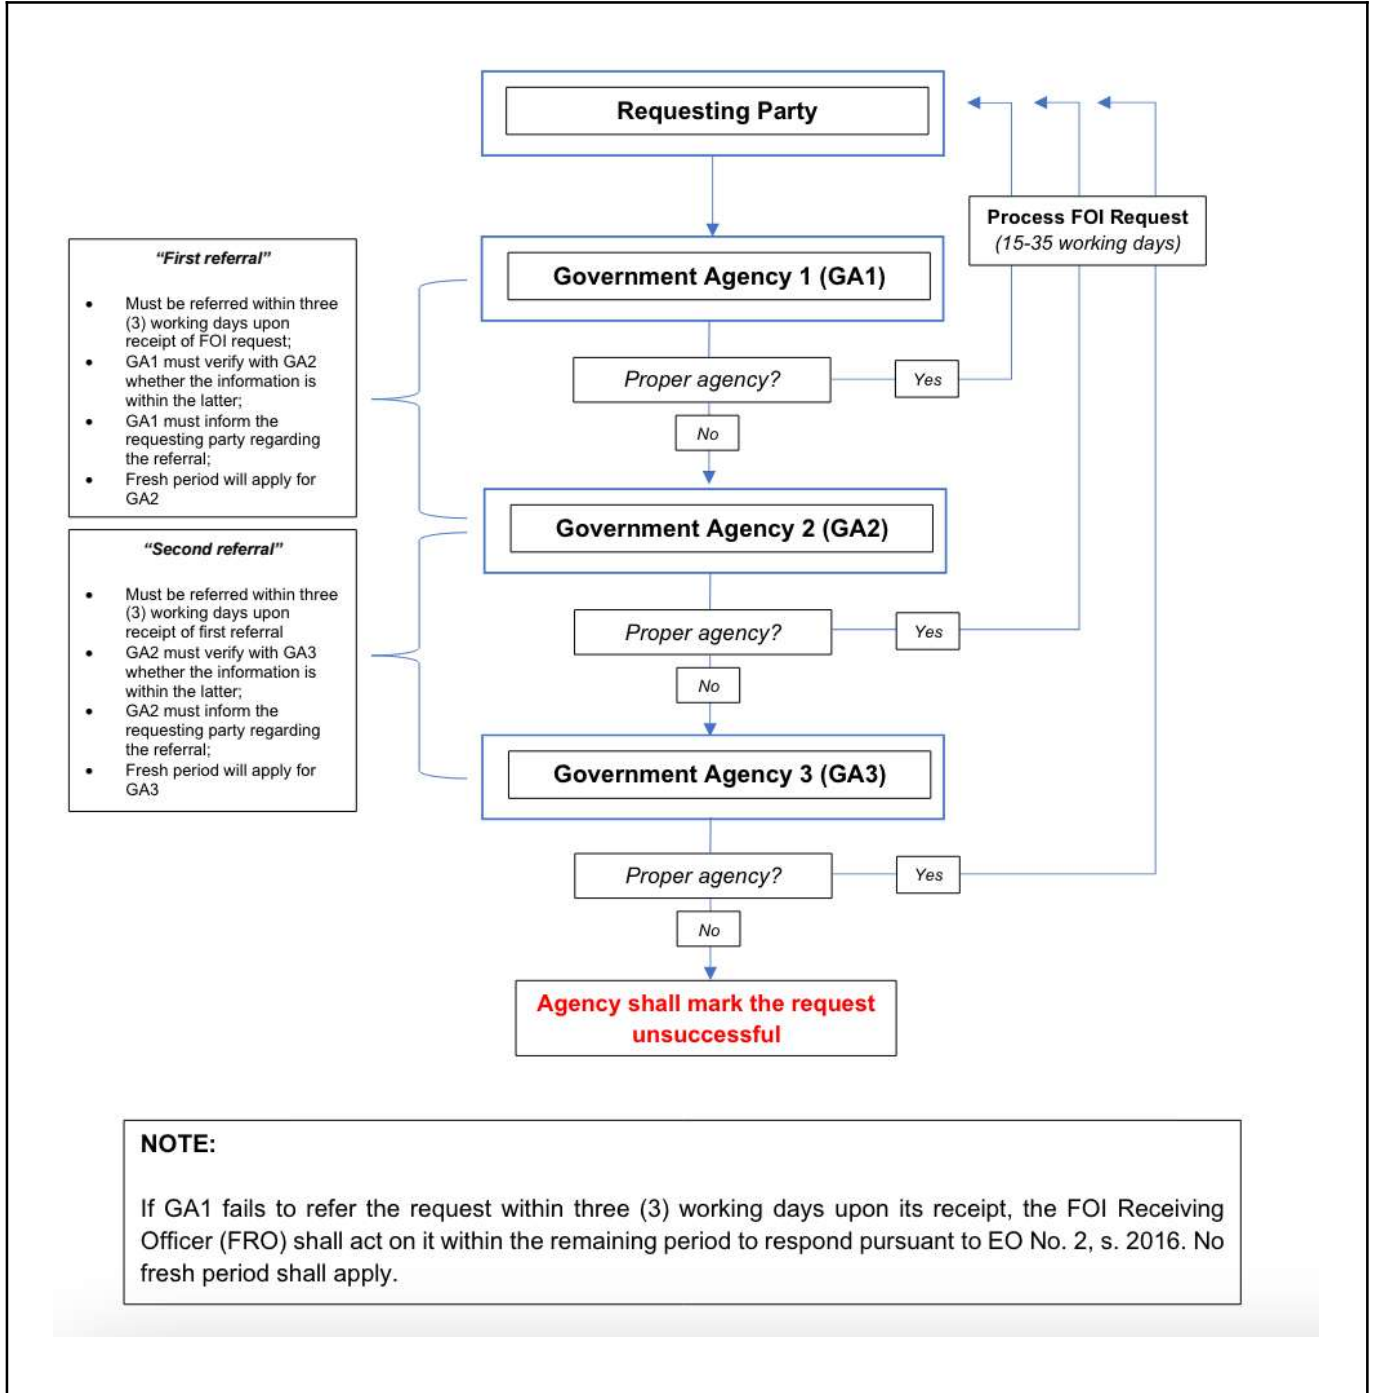 Requesting Party
Process FOI Request
(15-35 working days)
“First referral”
• Must be referred within three
(3) working days upon
receipt of FOI request;
• GA1 must verify with GA2
whether the information is
within the latter;
• GA1 must inform the
requesting party regarding
the referral;
• Fresh period will apply for
GA2
Government Agency 1 (GA1)
Proper agency?
Yes
No
Government Agency 2 (GA2)
“Second referral”
• Must be referred within three
(3) working days upon
receipt of first referral
• GA2 must verify with GA3
whether the information is
within the latter;
• GA2 must inform the
requesting party regarding
the referral;
• Fresh period will apply for
GA3
Proper agency?
Yes
No
Government Agency 3 (GA3)
Proper agency?
Yes
No
Agency shall mark the request
unsuccessful
NOTE:
If GA1 fails to refer the request within three (3) working days upon its receipt, the FOI Receiving
Officer (FRO) shall act on it within the remaining period to respond pursuant to EO No. 2, s. 2016. No
fresh period shall apply.